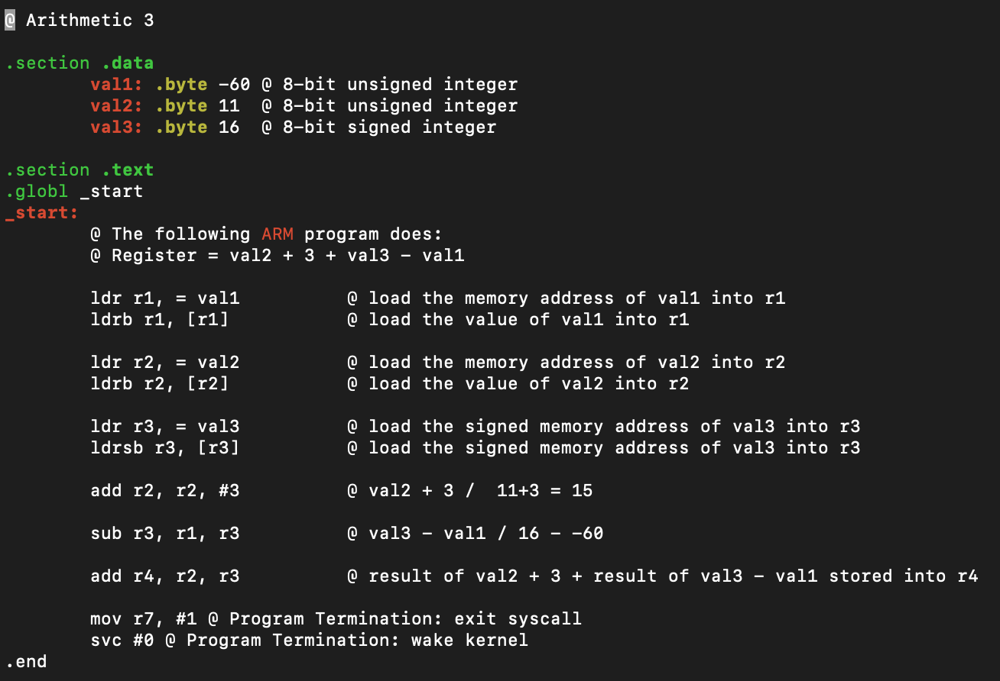 @ Arithmetic 3

.section .data
        val1: .byte -60 @ 8-bit unsigned integer
        val2: .byte 11  @ 8-bit unsigned integer
        val3: .byte 16  @ 8-bit signed integer

.section .text
.globl _start
_start:
        @ The following ARM program does:
        @ Register = val2 + 3 + val3 - val1

        ldr r1, = val1          @ load the memory address of val1 into r1
        ldrb r1, [r1]           @ load the value of val1 into r1

        ldr r2, = val2          @ load the memory address of val2 into r2
        ldrb r2, [r2]           @ load the value of val2 into r2

        ldr r3, = val3          @ load the signed memory address of val3 into r3
        ldrsb r3, [r3]          @ load the signed memory address of val3 into r3

        add r2, r2, #3          @ val2 + 3 /  11+3 = 15

        sub r3, r1, r3          @ val3 - val1 / 16 - -60

        add r4, r2, r3          @ result of val2 + 3 + result of val3 - val1 stored into r4

        mov r7, #1 @ Program Termination: exit syscall
        svc #0 @ Program Termination: wake kernel
.end